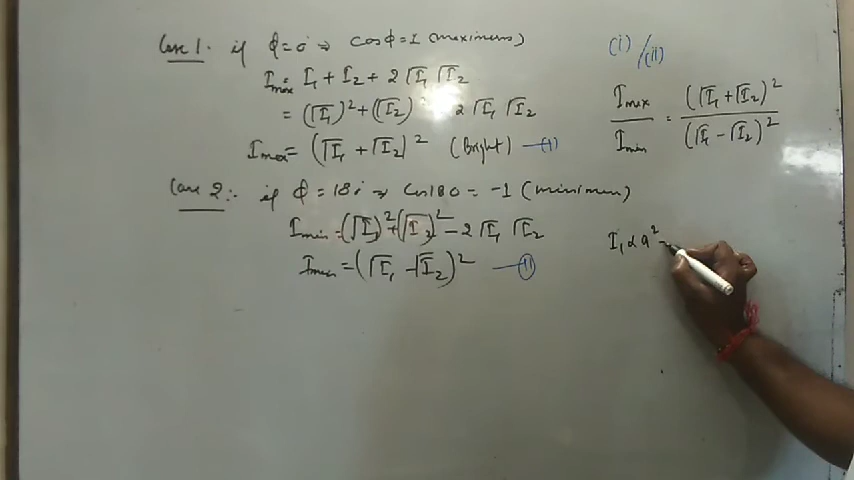 Case 1. if ϕ=0 ⇒ cosϕ=1 (maximum)
Imax= I₁ + I₂ + 2√I₁ √I₂
= (√I₁)² + (√I₂)² 2√I₁ √I₂
Imax= (√I₁ + √I₂)² (Bright) —(1)
Case 2:- if ϕ=180 ⇒ Cos180 = -1 (minimum)
Imin =(√I₁)²+(√I₂)² - 2√I₁ √I₂
Imin =(√I₁ -√I₂)² —(11)
(i)/(ii)
Imax/Imin = (√I₁+√I₂)²/(√I₁-√I₂)²
I₁ ∝ a²